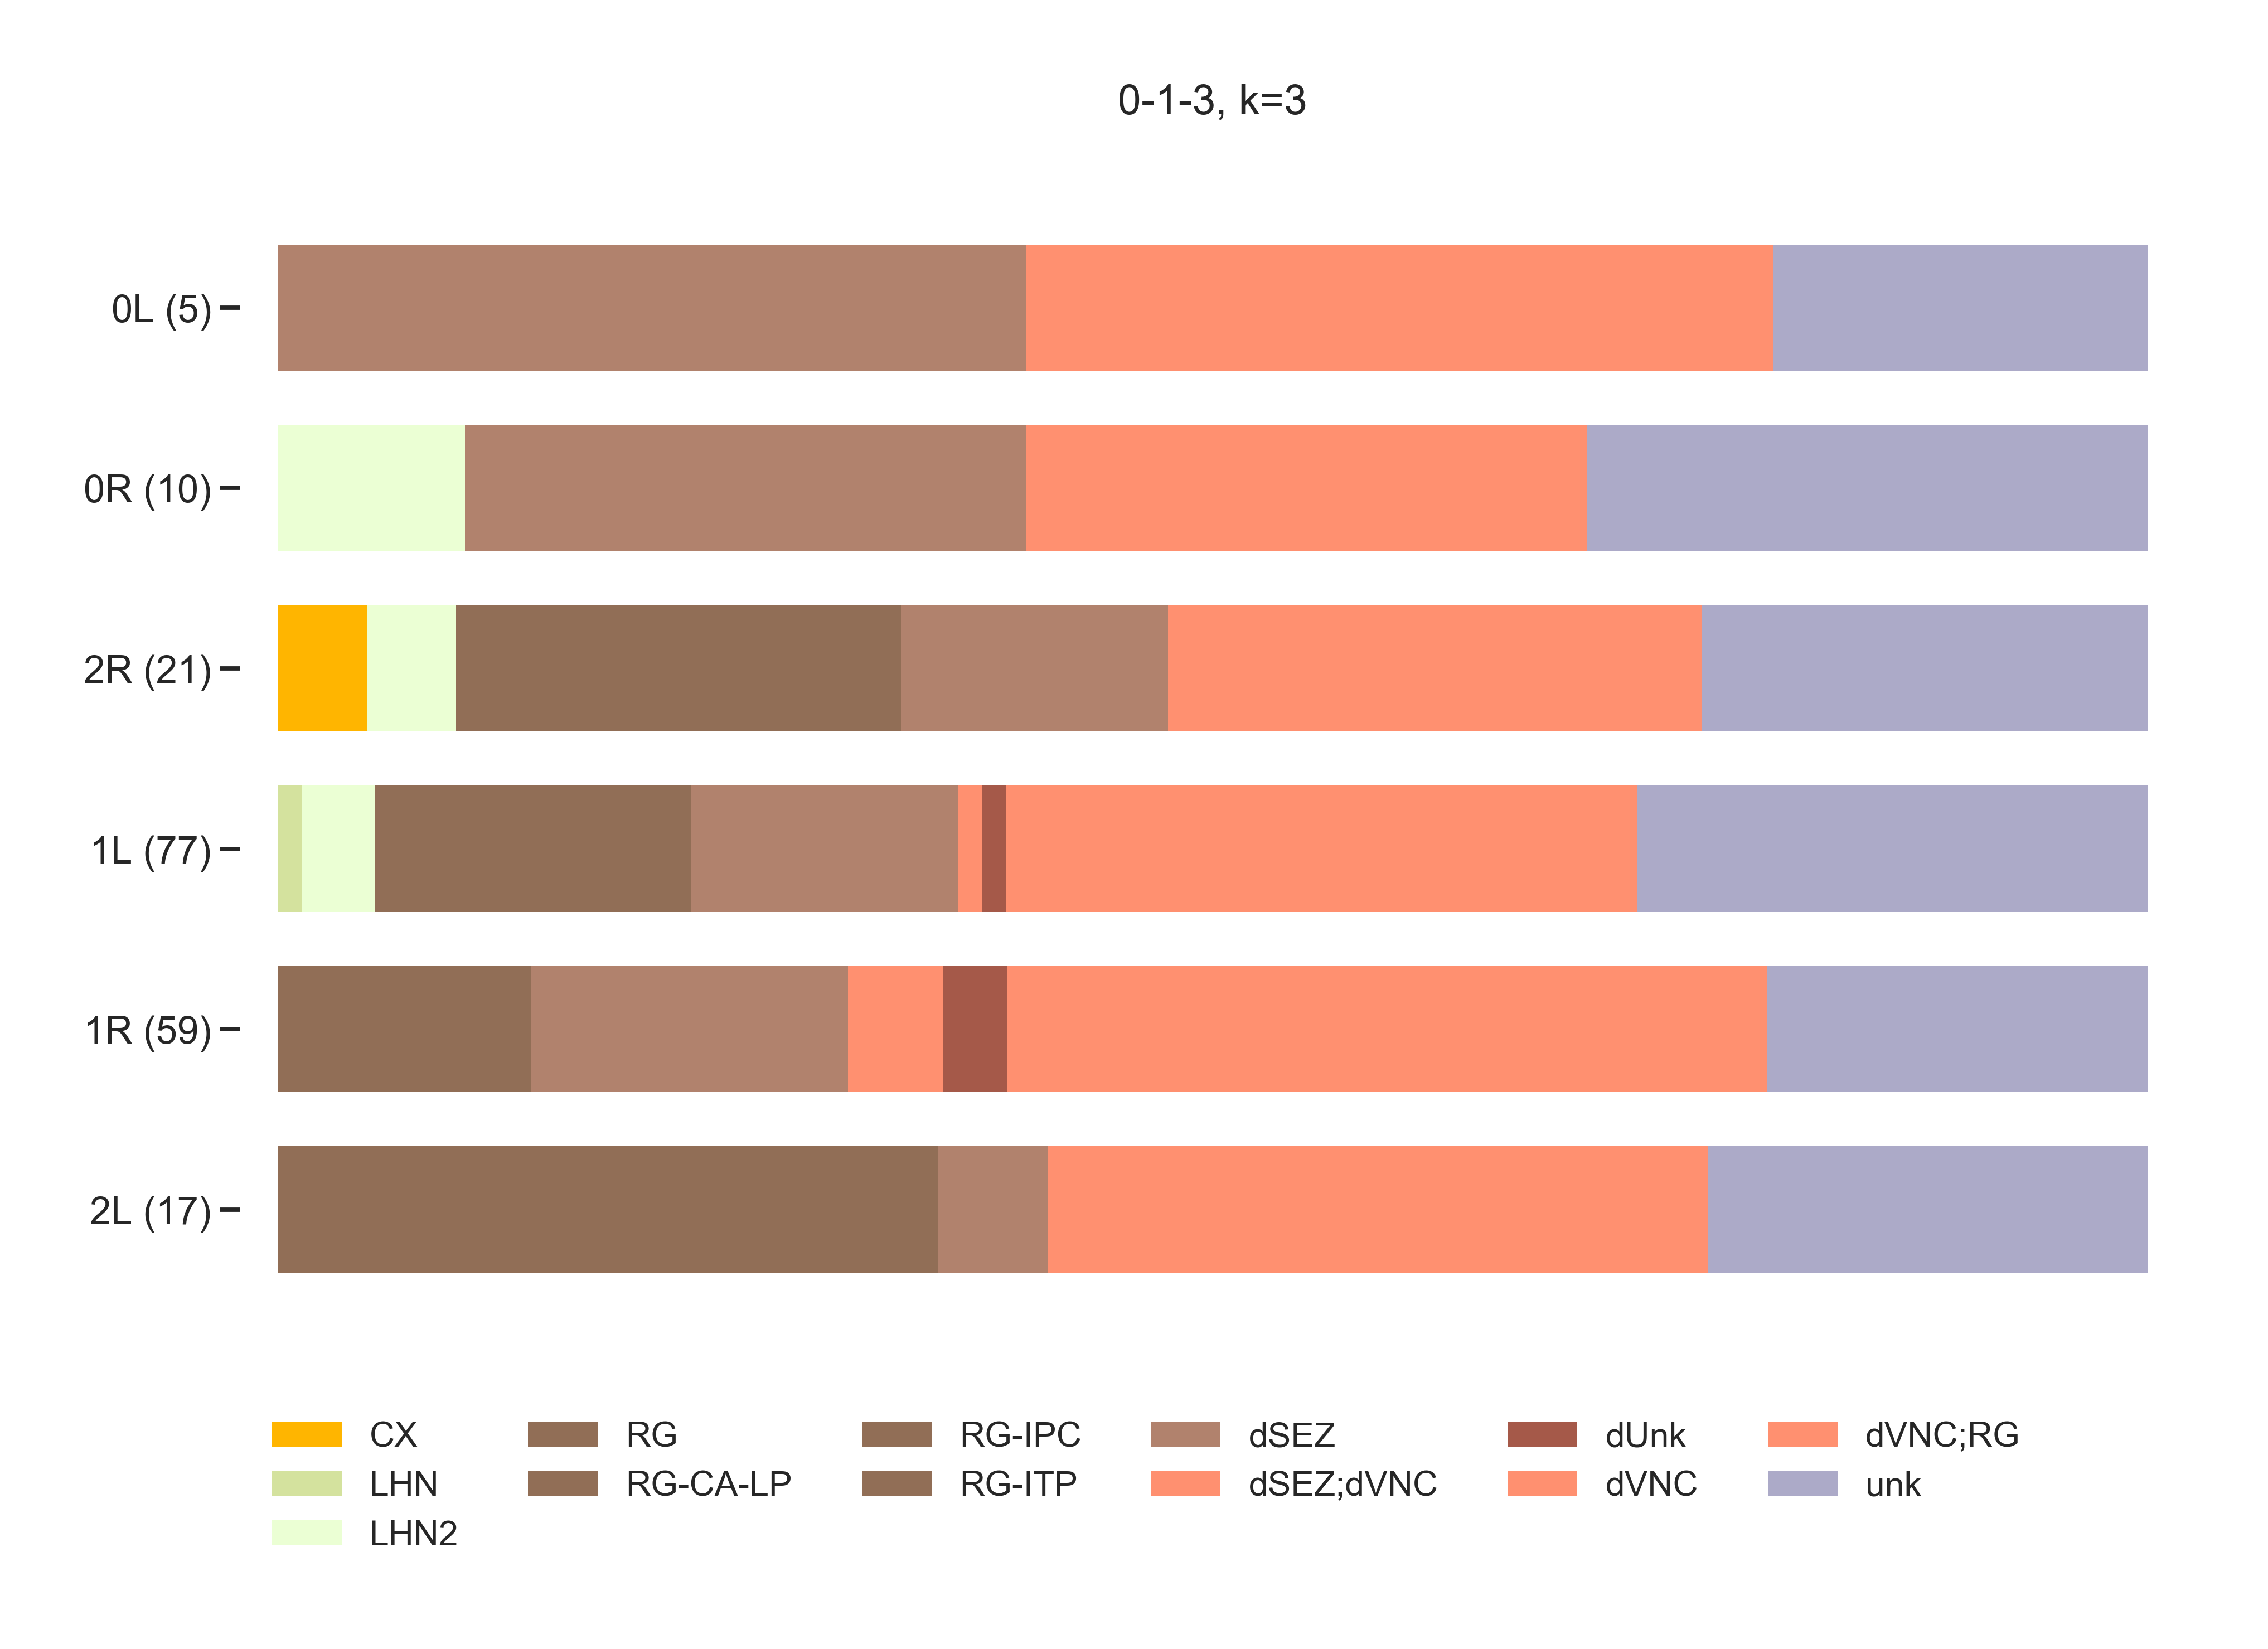 0-1-3, k=3
0L (5)
0R (10)
2R (21)
1L (77)
1R (59)
2L (17)
CX RG RG-IPC dSEZ dUnk dVNC;RG
LHN RG-CA-LP RG-ITP dSEZ;dVNC dVNC unk
LHN2